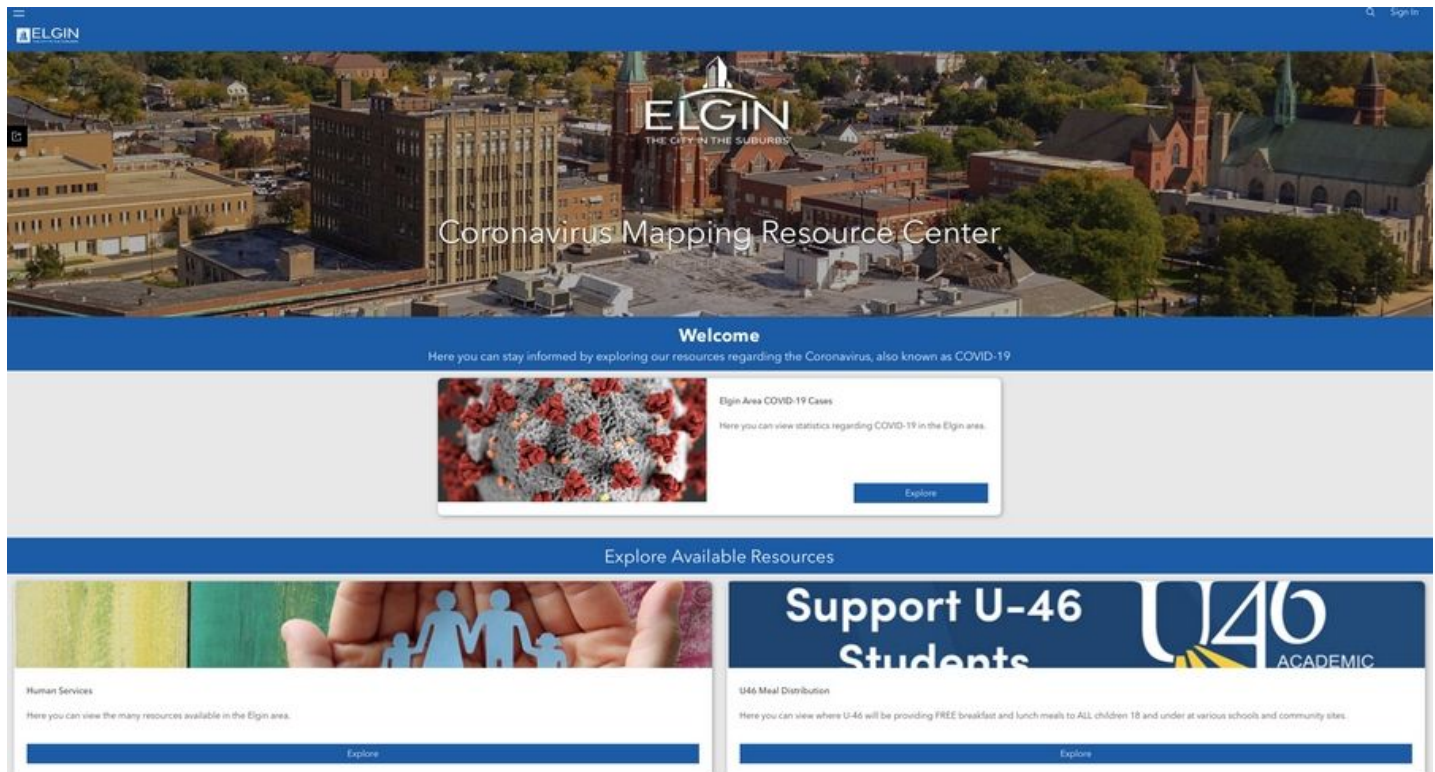 Sign In
ELGIN
ELGIN
THE CITY IN THE SUBURBS
Coronavirus Mapping Resource Center
Welcome
Here you can stay informed by exploring our resources regarding the Coronavirus, also known as COVID-19
Elgin Area COVID-19 Cases
Here you can view statistics regarding COVID-19 in the Elgin area.
Explore
Explore Available Resources
Support U-46
Students
U46
ACADEMIC
Human Services
Here you can view the many resources available in the Elgin area.
Explore
U46 Meal Distribution
Here you can view where U-46 will be providing FREE breakfast and lunch meals to ALL children 18 and under at various schools and community sites.
Explore